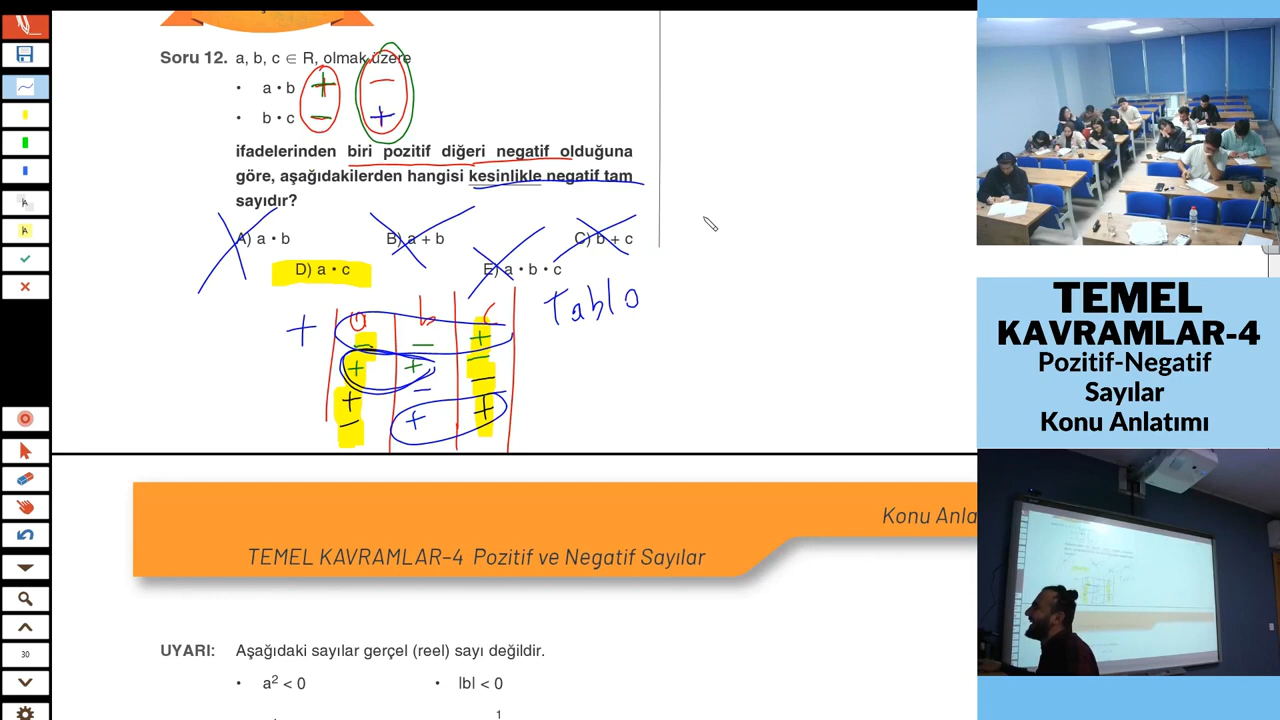 Soru 12. a, b, c ∈ R, olmak üzere
• a • b + −
• b • c − +
ifadelerinden biri pozitif diğeri negatif olduğuna
göre, aşağıdakilerden hangisi kesinlikle negatif tam
sayıdır?
A) a • b B) a + b C) b + c
D) a • c E) a • b • c
Tablo
+ a b c
− − +
+ + −
+ − −
− + +
Konu Anla
TEMEL KAVRAMLAR–4 Pozitif ve Negatif Sayılar
UYARI: Aşağıdaki sayılar gerçel (reel) sayı değildir.
• a² < 0 • |b| < 0
1
30
TEMEL
KAVRAMLAR-4
Pozitif-Negatif
Sayılar
Konu Anlatımı